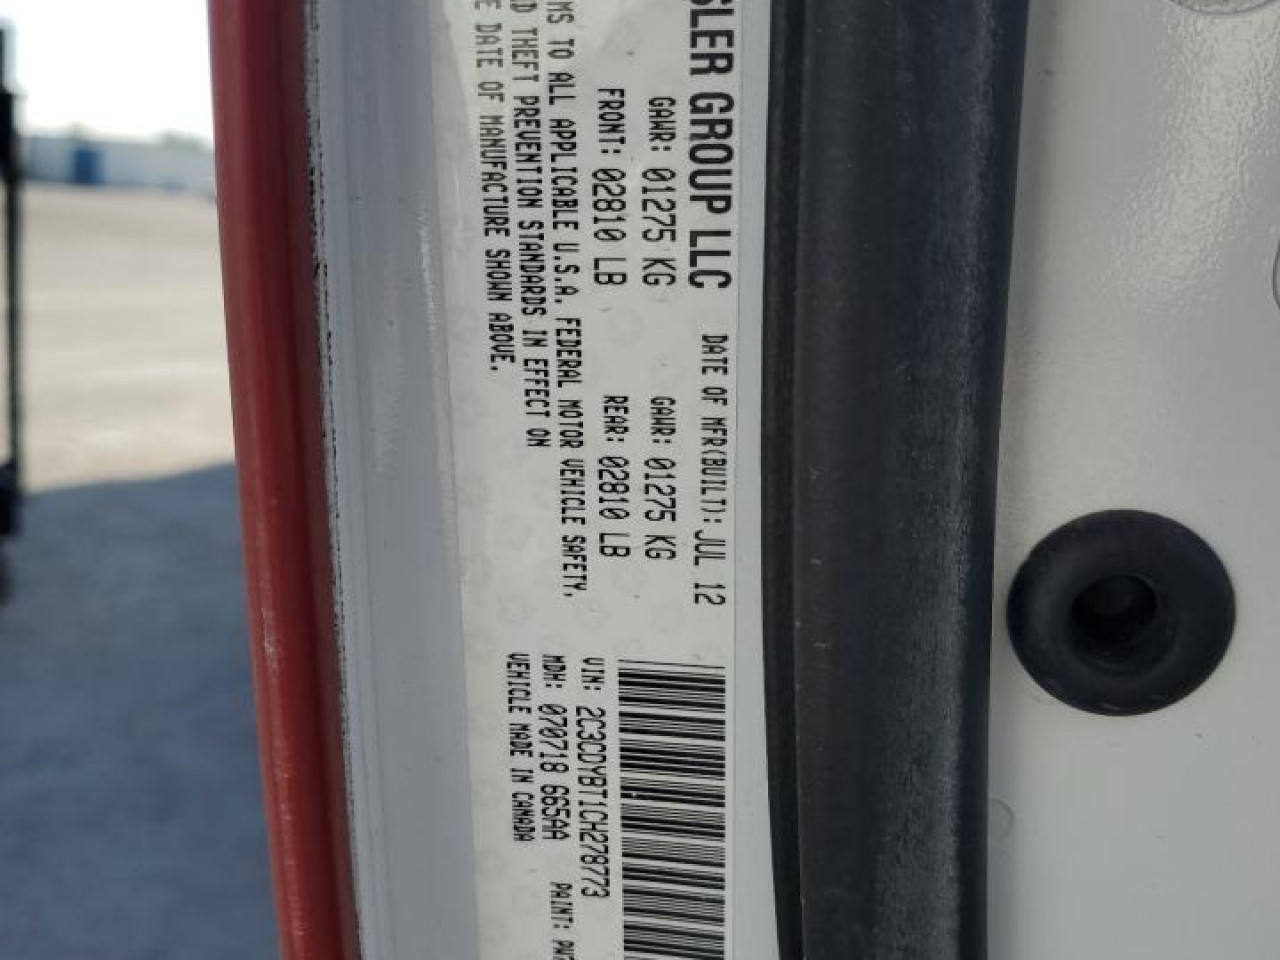 SLER GROUP LLC
DATE OF MFR(BUILT): JUL 12
GAWR: 01275 KG
GAWR: 01275 KG
FRONT: 02810 LB
REAR: 02810 LB
MS TO ALL APPLICABLE U.S.A. FEDERAL MOTOR VEHICLE SAFETY,
D THEFT PREVENTION STANDARDS IN EFFECT ON
E DATE OF MANUFACTURE SHOWN ABOVE.
VIN: 2C3CDYBT1CH278773
MDH: 070718 665AA
PAINT: PW7
VEHICLE MADE IN CANADA